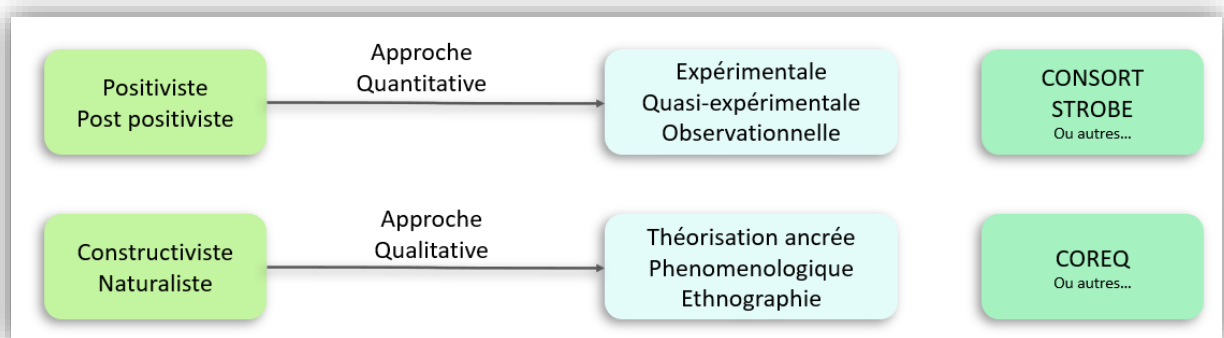 Positiviste
Post positiviste
Approche
Quantitative
Expérimentale
Quasi-expérimentale
Observationnelle
CONSORT
STROBE
Ou autres...
Constructiviste
Naturaliste
Approche
Qualitative
Théorisation ancrée
Phenomenologique
Ethnographie
COREQ
Ou autres...